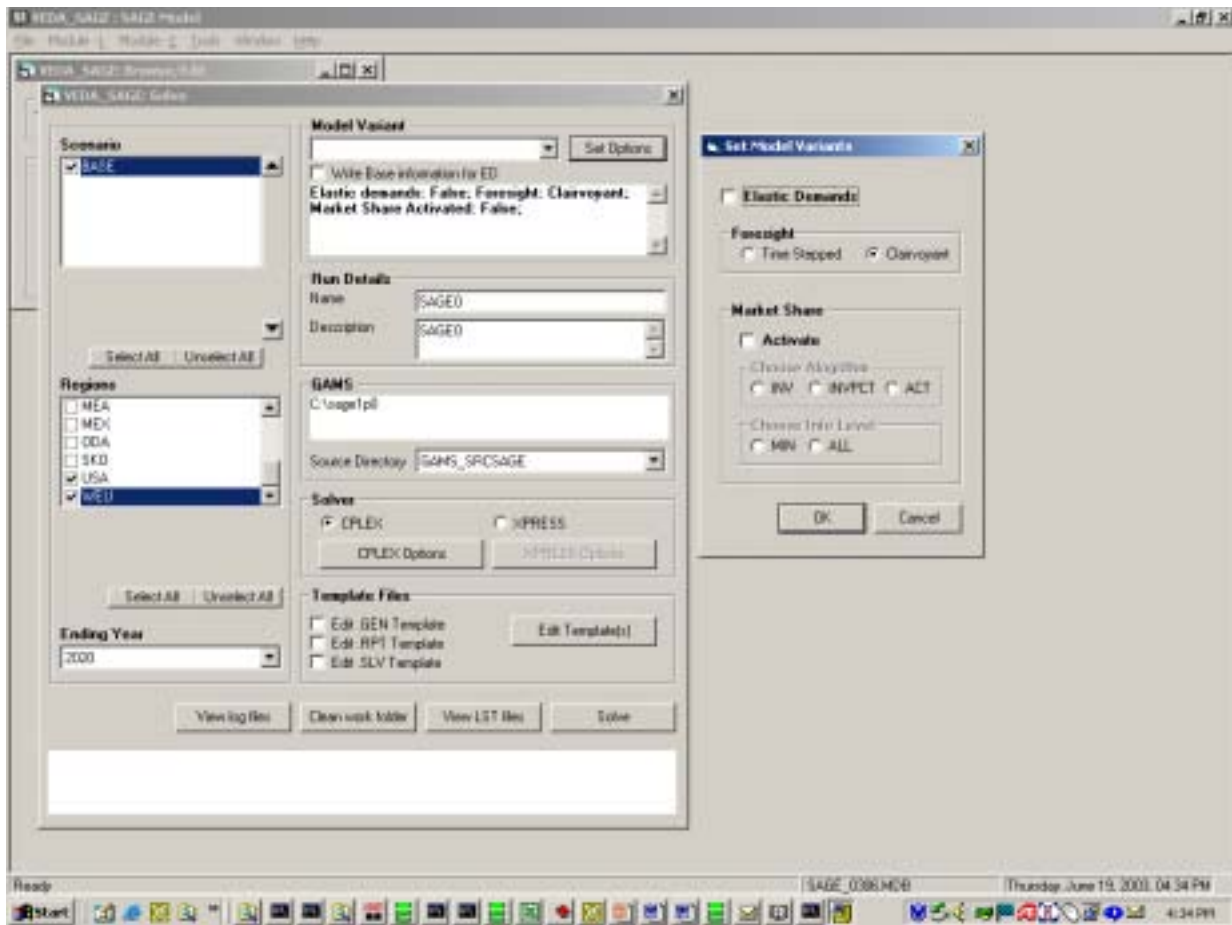 VEDA_SAGE : SAGE Model
File Module 1 Module 2 Tools Window Help
VEDA_SAGE: Browse/Edit
VEDA_SAGE: Solve
Scenario
BASE
Select All
Unselect All
Regions
MEA
MEX
ODA
SKO
USA
WEU
Select All
Unselect All
Ending Year
2020
Model Variant
Set Options
Write Base information for ED
Elastic demands: False; Foresight: Clairvoyant;
Market Share Activated: False;
Run Details
Name
SAGE0
Description
SAGE0
GAMS
Source Directory
GAMS_SRCSAGE
Solver
CPLEX
XPRESS
CPLEX Options
XPRESS Options
Template Files
Edit .GEN Template
Edit .RPT Template
Edit .SLV Template
Edit Template(s)
View log files
Clean work folder
View LST files
Solve
Set Model Variants
Elastic Demands
Foresight
Time Stepped
Clairvoyant
Market Share
Activate
Choose Algorithm
INV
INVPCT
ACT
Choose Info Level
MIN
ALL
OK
Cancel
Ready
SAGE_0386.MDB
Thursday, June 19, 2003, 04:34 PM
Start
4:34 PM